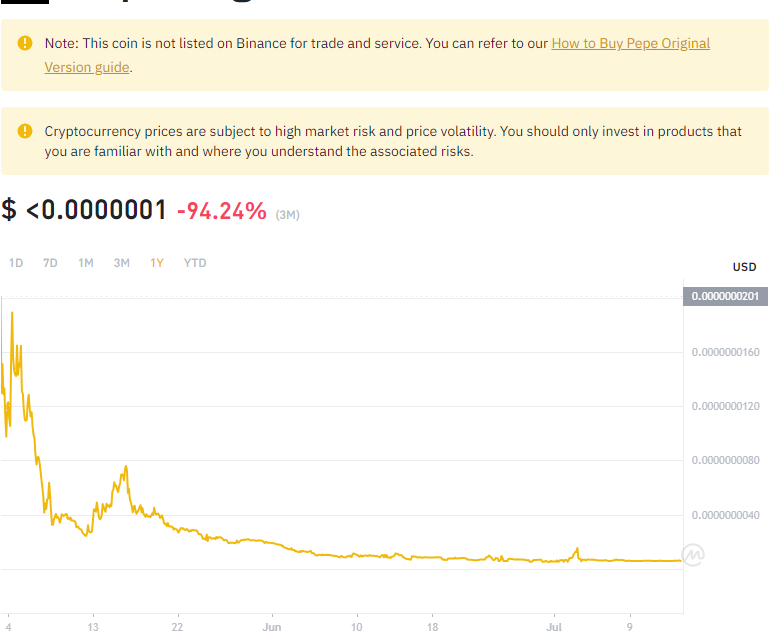 Note: This coin is not listed on Binance for trade and service. You can refer to our How to Buy Pepe Original
Version guide.
Cryptocurrency prices are subject to high market risk and price volatility. You should only invest in products that
you are familiar with and where you understand the associated risks.
$ <0.0000001 -94.24% (3M)
1D 7D 1M 3M 1Y YTD
USD
0.0000000201
0.0000000160
0.0000000120
0.0000000080
0.0000000040
4 13 22 Jun 10 18 Jul 9